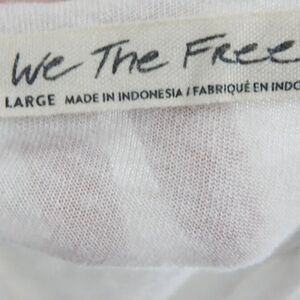 We The Free
LARGE MADE IN INDONESIA / FABRIQUÉ EN INDO